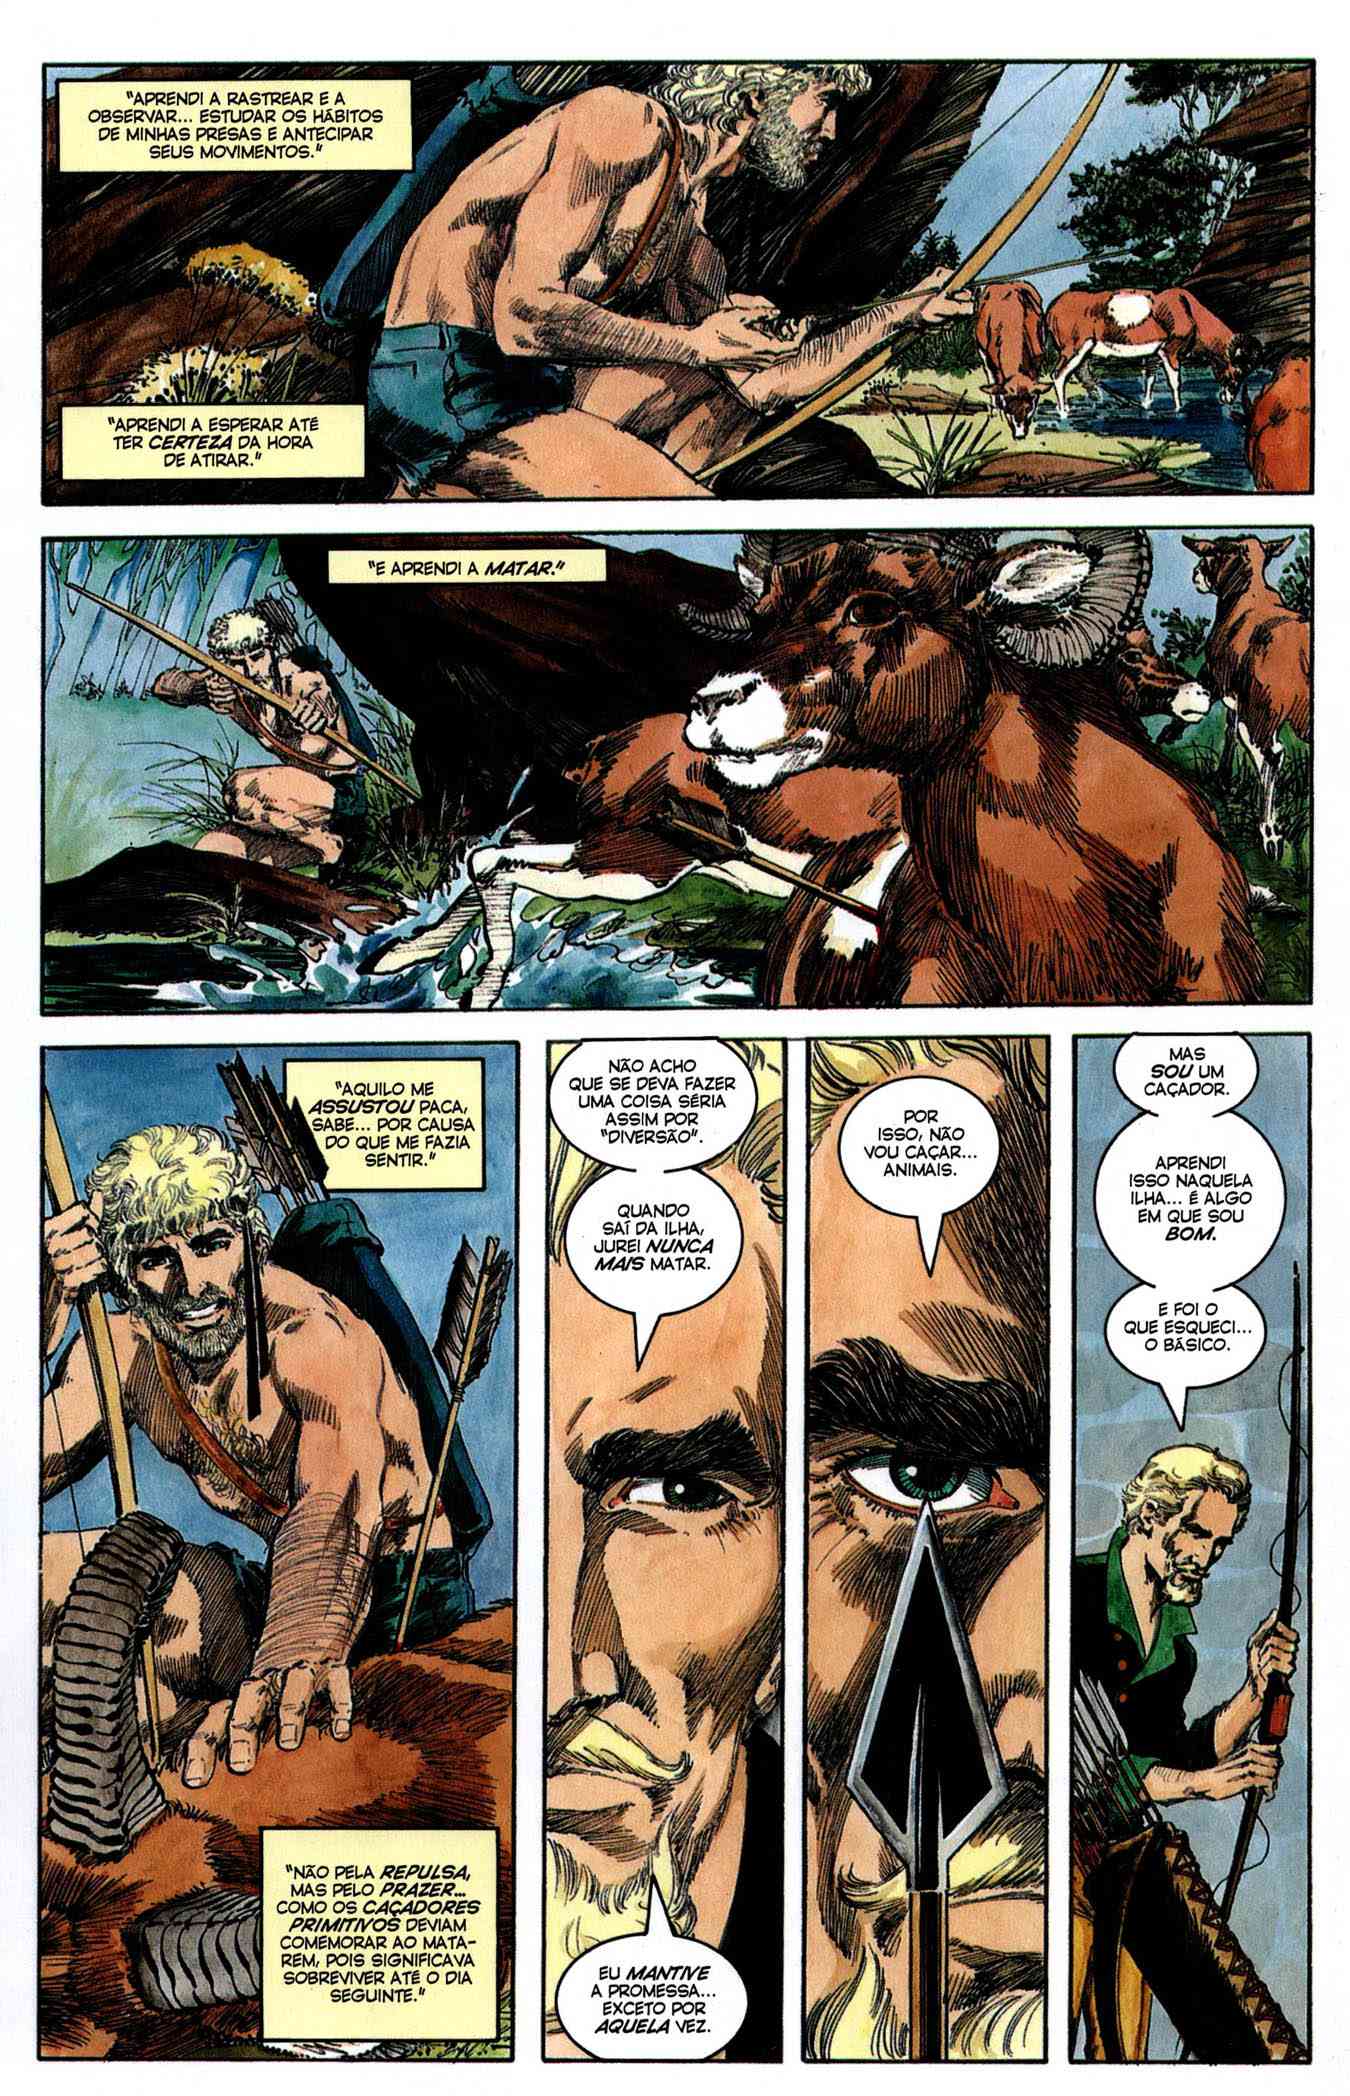 "APRENDI A RASTREAR E A
OBSERVAR... ESTUDAR OS HÁBITOS
DE MINHAS PRESAS E ANTECIPAR
SEUS MOVIMENTOS."
"APRENDI A ESPERAR ATÉ
TER CERTEZA DA HORA
DE ATIRAR."
"E APRENDI A MATAR."
"AQUILO ME
ASSUSTOU PACA,
SABE... POR CAUSA
DO QUE ME FAZIA
SENTIR."
"NÃO PELA REPULSA,
MAS PELO PRAZER...
COMO OS CAÇADORES
PRIMITIVOS DEVIAM
COMEMORAR AO MATA-
REM, POIS SIGNIFICAVA
SOBREVIVER ATÉ O DIA
SEGUINTE."
NÃO ACHO
QUE SE DEVA FAZER
UMA COISA SÉRIA
ASSIM POR
"DIVERSÃO".
QUANDO
SAÍ DA ILHA,
JUREI NUNCA
MAIS MATAR.
EU MANTIVE
A PROMESSA...
EXCETO POR
AQUELA VEZ.
POR
ISSO, NÃO
VOU CAÇAR...
ANIMAIS.
MAS
SOU UM
CAÇADOR.
APRENDI
ISSO NAQUELA
ILHA... É ALGO
EM QUE SOU
BOM.
E FOI O
QUE ESQUECI...
O BÁSICO.